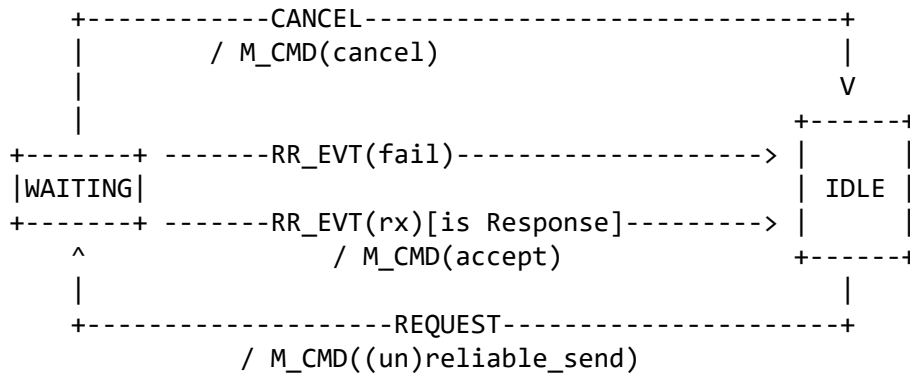 CANCEL
/ M_CMD(cancel)
V
RR_EVT(fail)
WAITING
IDLE
RR_EVT(rx)[is Response]
/ M_CMD(accept)
REQUEST
/ M_CMD((un)reliable_send)